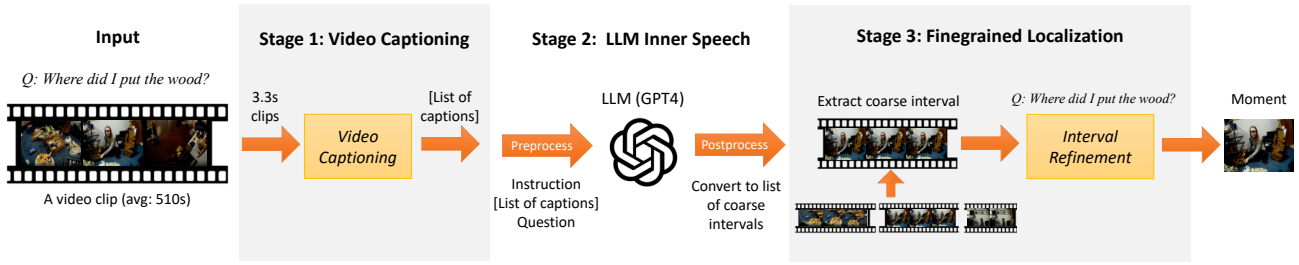 Input
Q: Where did I put the wood?
A video clip (avg: 510s)
Stage 1: Video Captioning
3.3s
clips
Video
Captioning
[List of
captions]
Stage 2: LLM Inner Speech
Preprocess
Instruction
[List of captions]
Question
LLM (GPT4)
Postprocess
Convert to list
of coarse
intervals
Stage 3: Finegrained Localization
Extract coarse interval
Q: Where did I put the wood?
Interval
Refinement
Moment